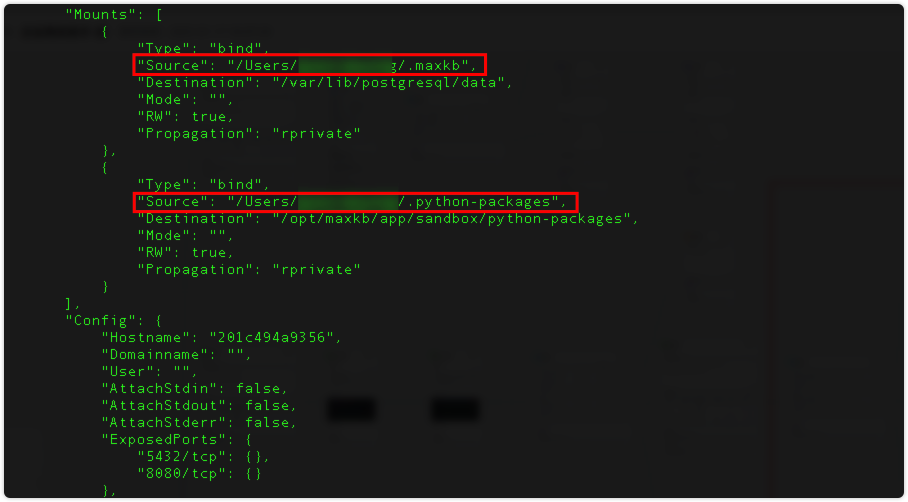 "Mounts": [
{
"Type": "bind",
"Source": "/Users/ g/.maxkb",
"Destination": "/var/lib/postgresql/data",
"Mode": "",
"RW": true,
"Propagation": "rprivate"
},
{
"Type": "bind",
"Source": "/Users/ /.python-packages",
"Destination": "/opt/maxkb/app/sandbox/python-packages",
"Mode": "",
"RW": true,
"Propagation": "rprivate"
}
],
"Config": {
"Hostname": "201c494a9356",
"Domainname": "",
"User": "",
"AttachStdin": false,
"AttachStdout": false,
"AttachStderr": false,
"ExposedPorts": {
"5432/tcp": {},
"8080/tcp": {}
},